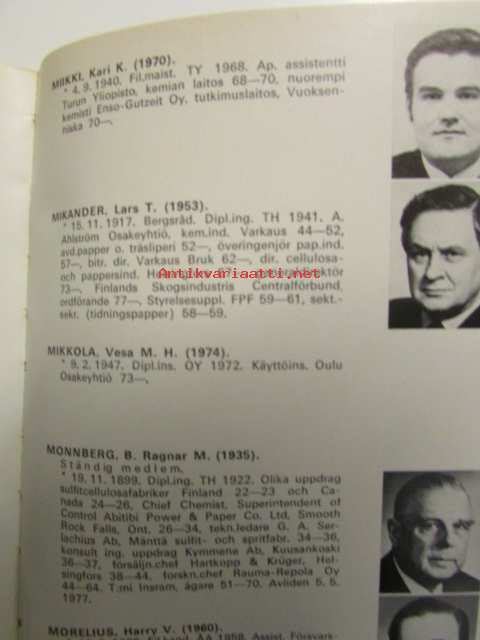 MIIKKI, Kari K. (1970).
* 4. 9. 1940. Fil.maist. TY 1968. Ap. assistentti
Turun Yliopisto, kemian laitos 68—70, nuorempi
kemisti Enso-Gutzeit Oy. tutkimuslaitos, Vuoksen-
niska 70—.
MIKANDER, Lars T. (1953).
* 15. 11. 1917. Bergsråd. Dipl.ing. TH 1941. A.
Ahlström Osakeyhtiö, kem.ind. Varkaus 44—52,
avd.papper o. träsliperi 52—, överingenjör pap.ind.
57—, bitr. dir. Varkaus Bruk 62—, dir. cellulosa-
och pappersind.
73—, Finlands Skogsindustris Centralförbund,
ordförande 77—, Styrelsesuppl. FPF 59—61, sekt.-
sekr. (tidningspapper) 58—59.
Antikvariaatti.net
MIKKOLA, Vesa M. H. (1974).
* 9. 2. 1947. Dipl.ins. OY 1972. Käyttöins. Oulu
Osakeyhtiö 73—.
MONNBERG, B. Ragnar M. (1935).
Ständig medlem.
* 19. 11. 1899. Dipl.ing. TH 1922. Olika uppdrag
sulfitcellulosafabriker Finland 22—23 och Ca-
nada 24—26, Chief Chemist, Superintendent of
Control Abitibi Power & Paper Co. Ltd, Smooth
Rock Falls, Ont. 26—34, tekn.ledare G. A. Ser-
lachius Ab, Mänttä sulfit- och spritfabr. 34—36,
konsult ing. uppdrag Kymmene Ab, Kuusankoski
36—37, försäljn.chef Hartkopp & Krüger, Hel-
singfors 38—44, forskn.chef Rauma-Repola Oy
44—64. T:mi Insram, ägare 51—70. Avliden 5. 5.
1977.
MORELIUS, Harry V. (1960).
ÅA 1958. Assist. Försvars-